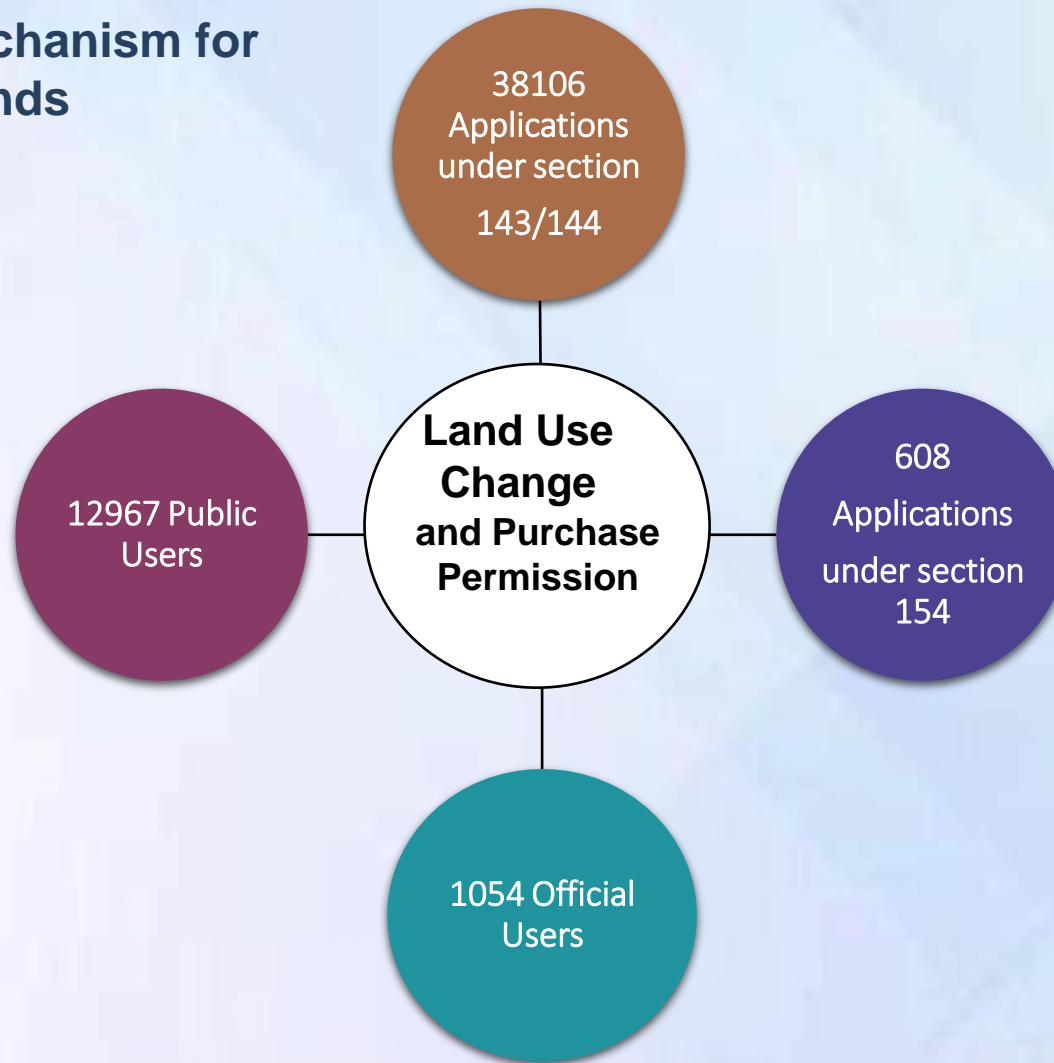 chanism for
nds
38106
Applications
under section
143/144
Land Use
Change
and Purchase
Permission
12967 Public
Users
608
Applications
under section
154
1054 Official
Users